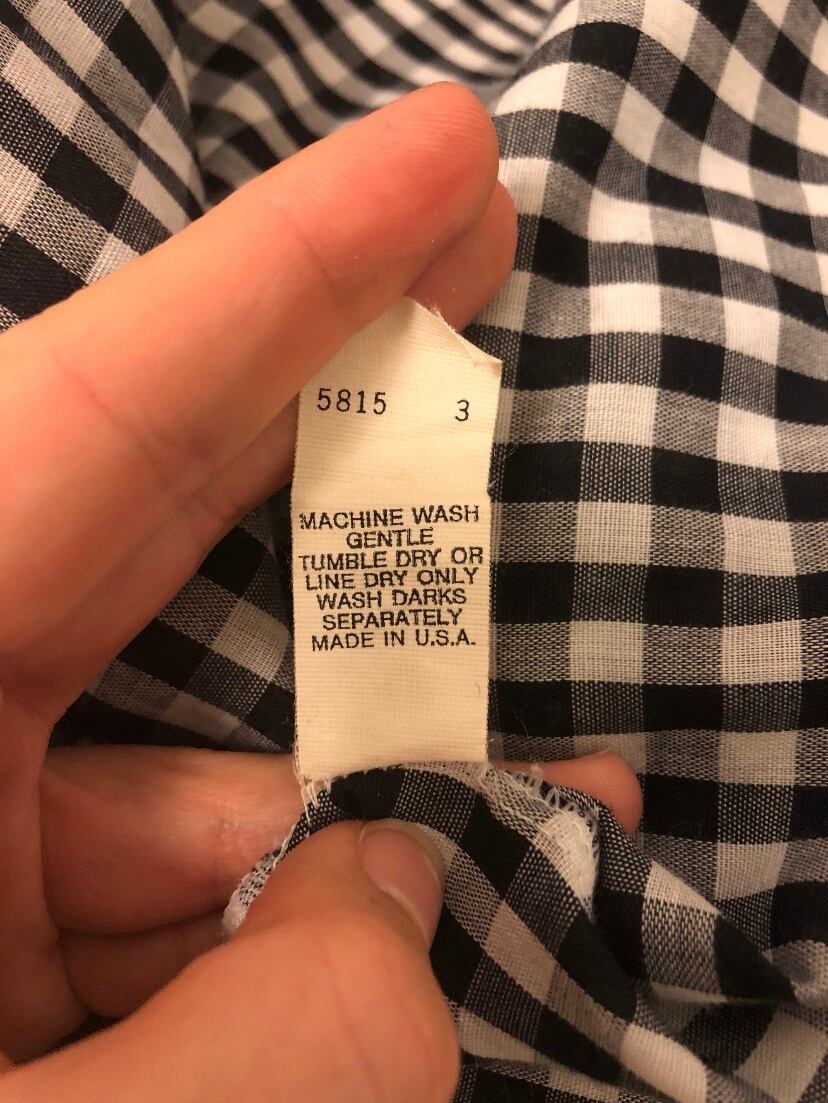 5815 3
MACHINE WASH
GENTLE
TUMBLE DRY OR
LINE DRY ONLY
WASH DARKS
SEPARATELY
MADE IN U.S.A.